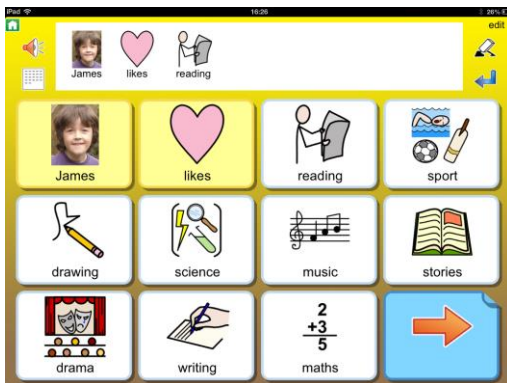 iPad 16:26 26%
edit
James likes reading
James likes reading sport
drawing science music stories
2
+3
5
drama writing maths